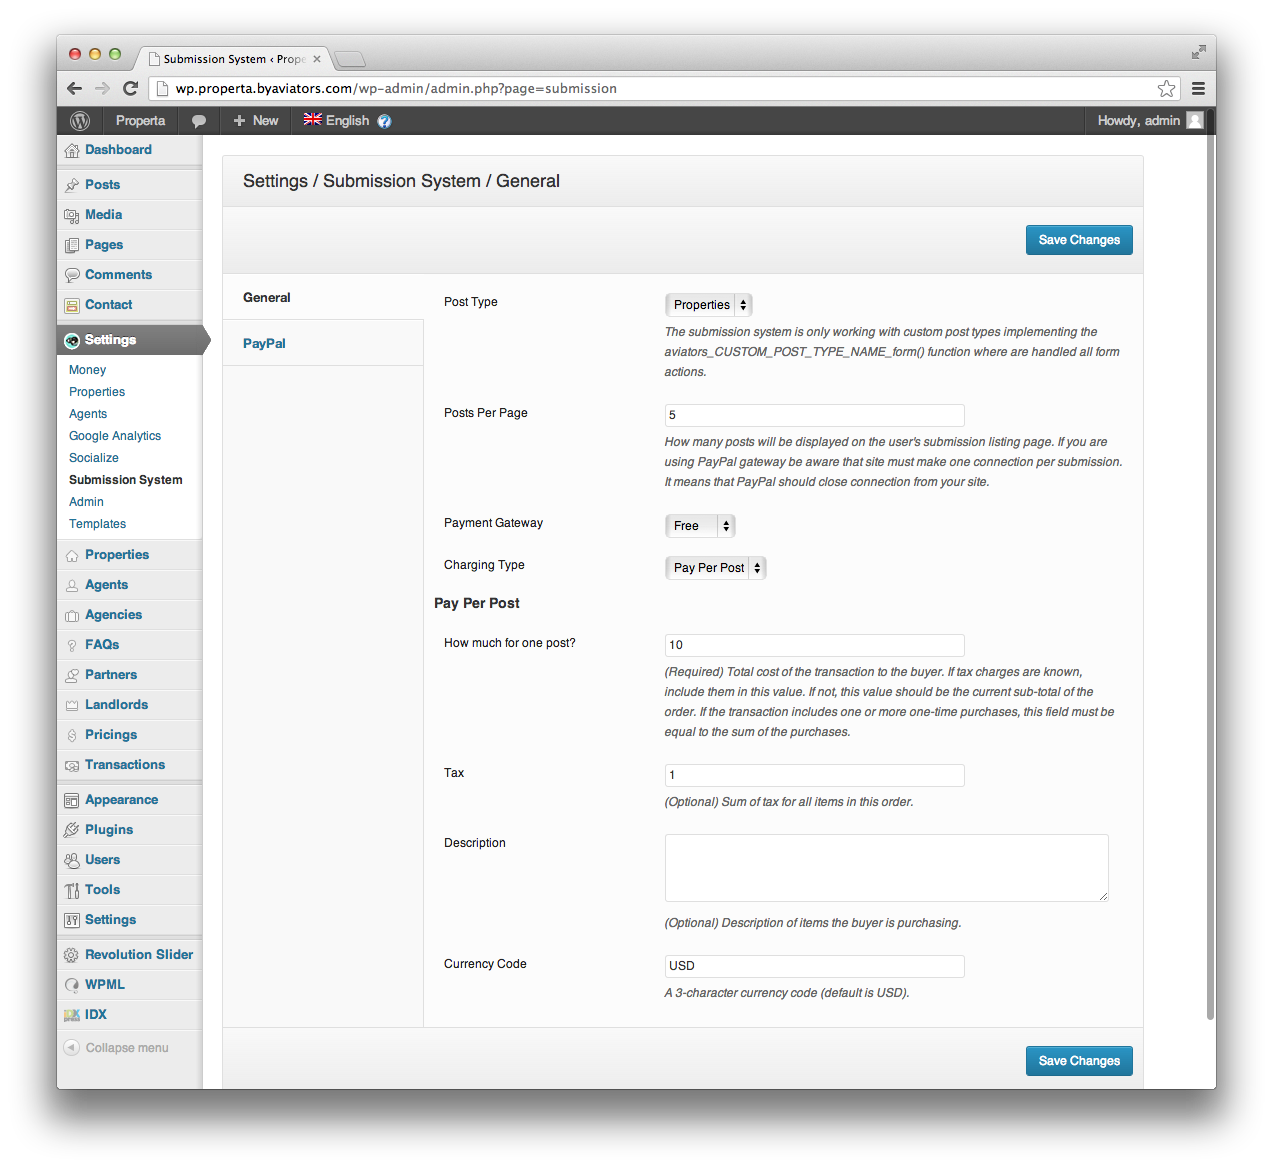 Submission System ‹ Prope
wp.properta.byaviators.com/wp-admin/admin.php?page=submission
Properta
New
English
Howdy, admin
Dashboard
Posts
Media
Pages
Comments
Contact
Settings
Money
Properties
Agents
Google Analytics
Socialize
Submission System
Admin
Templates
Properties
Agents
Agencies
FAQs
Partners
Landlords
Pricings
Transactions
Appearance
Plugins
Users
Tools
Settings
Revolution Slider
WPML
IDX
Collapse menu
Settings / Submission System / General
Save Changes
General
PayPal
Post Type
Properties
The submission system is only working with custom post types implementing the
aviators_CUSTOM_POST_TYPE_NAME_form() function where are handled all form
actions.
Posts Per Page
5
How many posts will be displayed on the user's submission listing page. If you are
using PayPal gateway be aware that site must make one connection per submission.
It means that PayPal should close connection from your site.
Payment Gateway
Free
Charging Type
Pay Per Post
Pay Per Post
How much for one post?
10
(Required) Total cost of the transaction to the buyer. If tax charges are known,
include them in this value. If not, this value should be the current sub-total of the
order. If the transaction includes one or more one-time purchases, this field must be
equal to the sum of the purchases.
Tax
1
(Optional) Sum of tax for all items in this order.
Description
(Optional) Description of items the buyer is purchasing.
Currency Code
USD
A 3-character currency code (default is USD).
Save Changes